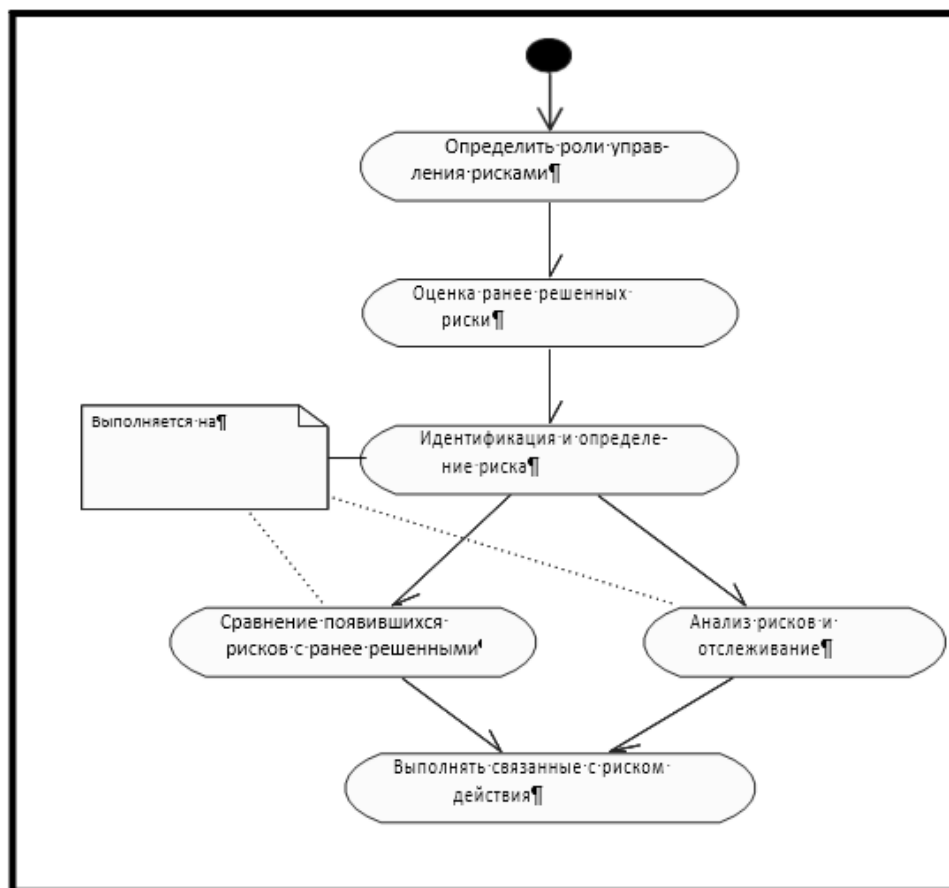 Определить·роли·управ-
ления·рисками¶
Оценка·ранее·решенных·
риски¶
Выполняется·на¶
Идентификация·и·определе-
ние·риска¶
Сравнение·появившихся·
рисков·с·ранее·решенными¶
Анализ·рисков·и·
отслеживание¶
Выполнять·связанные·с·риском·
действия¶